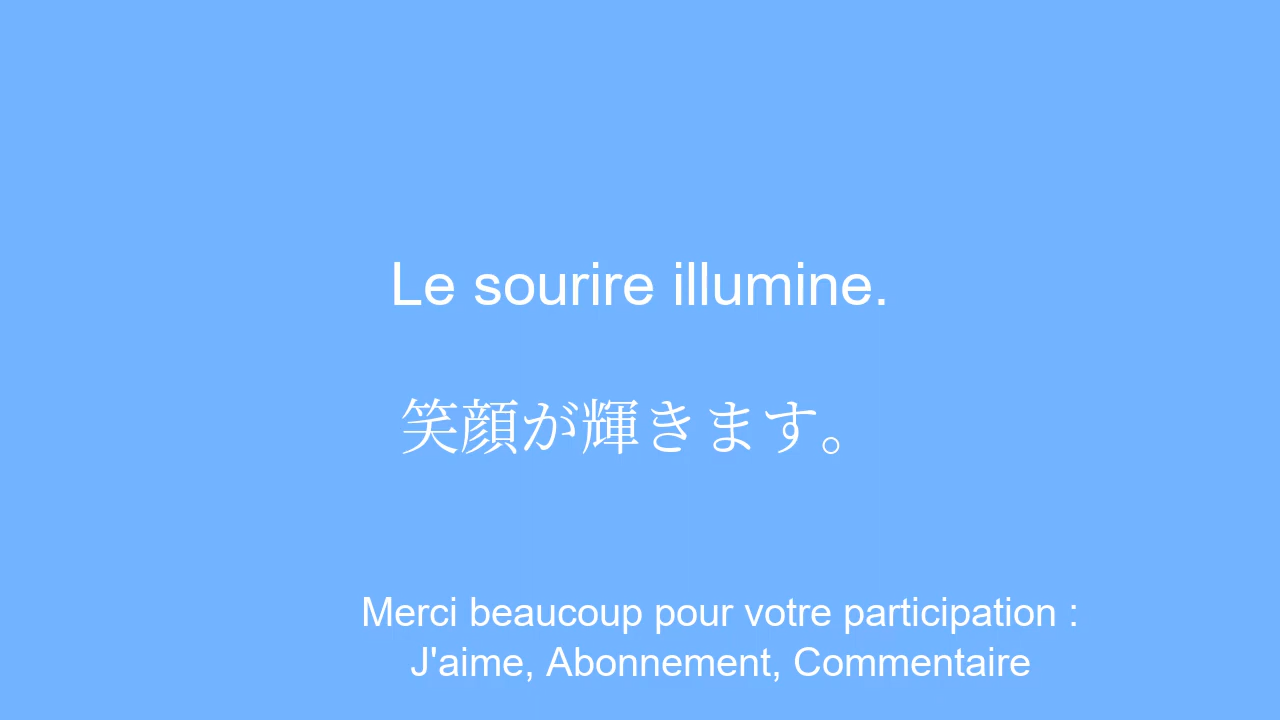 Le sourire illumine.
笑顔が輝きます。
Merci beaucoup pour votre participation :
J'aime, Abonnement, Commentaire